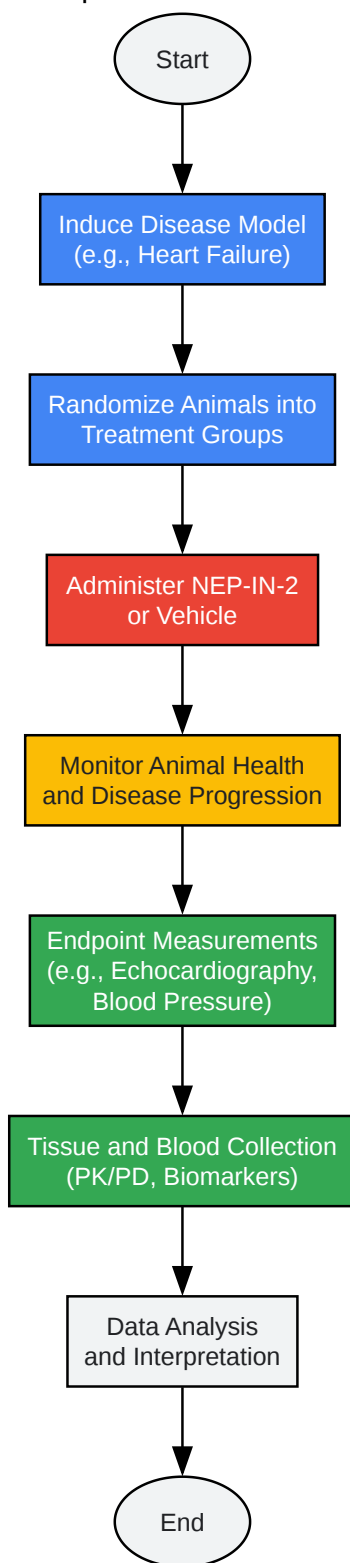 Start
Induce Disease Model
(e.g., Heart Failure)
Randomize Animals into
Treatment Groups
Administer NEP-IN-2
or Vehicle
Monitor Animal Health
and Disease Progression
Endpoint Measurements
(e.g., Echocardiography,
Blood Pressure)
Tissue and Blood Collection
(PK/PD, Biomarkers)
Data Analysis
and Interpretation
End